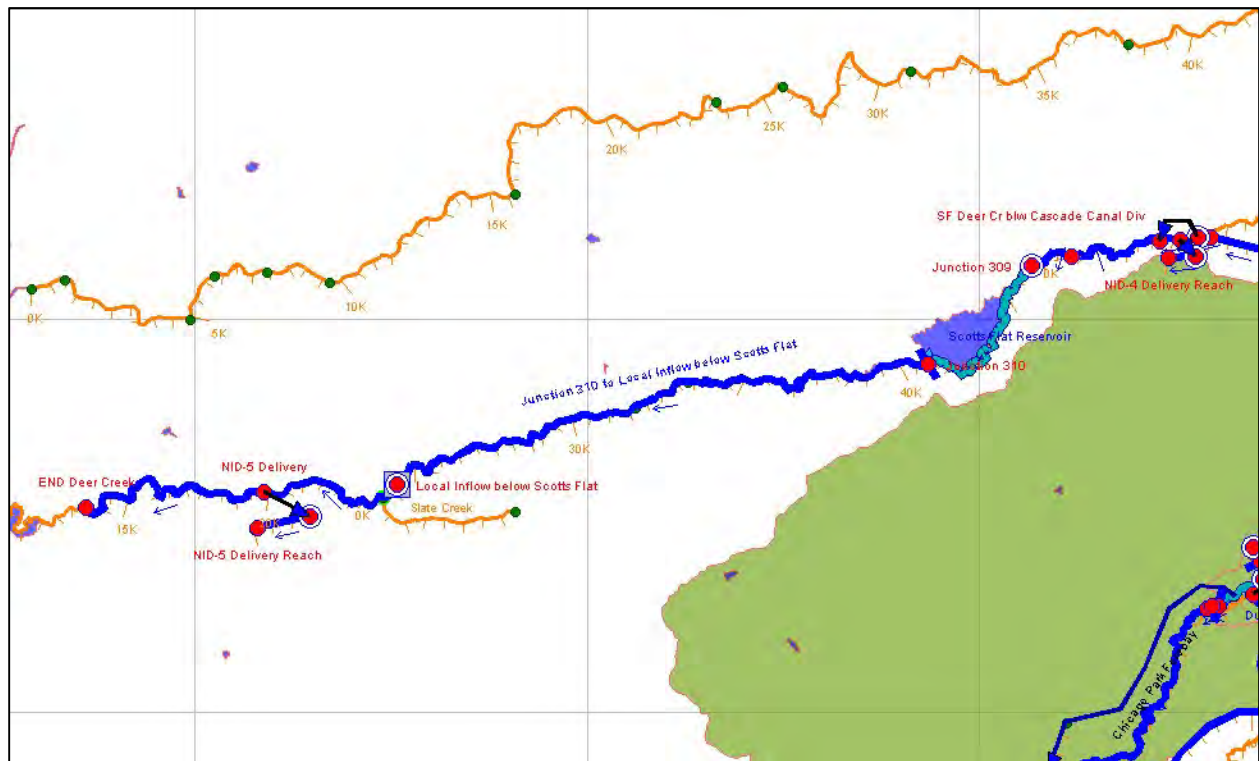 40K
35K
30K
25K
20K
15K
SF Deer Cr blw Cascade Canal Div
Junction 309
0K
NID-4 Delivery Reach
10K
0K
5K
Scotts Flat Reservoir
Junction 310
Junction 310 to Local Inflow below Scotts Flat
40K
30K
NID-5 Delivery
END Deer Creek
Local Inflow below Scotts Flat
0K
Slate Creek
15K
NID-5 Delivery Reach
Chicago Park Forebay
Du